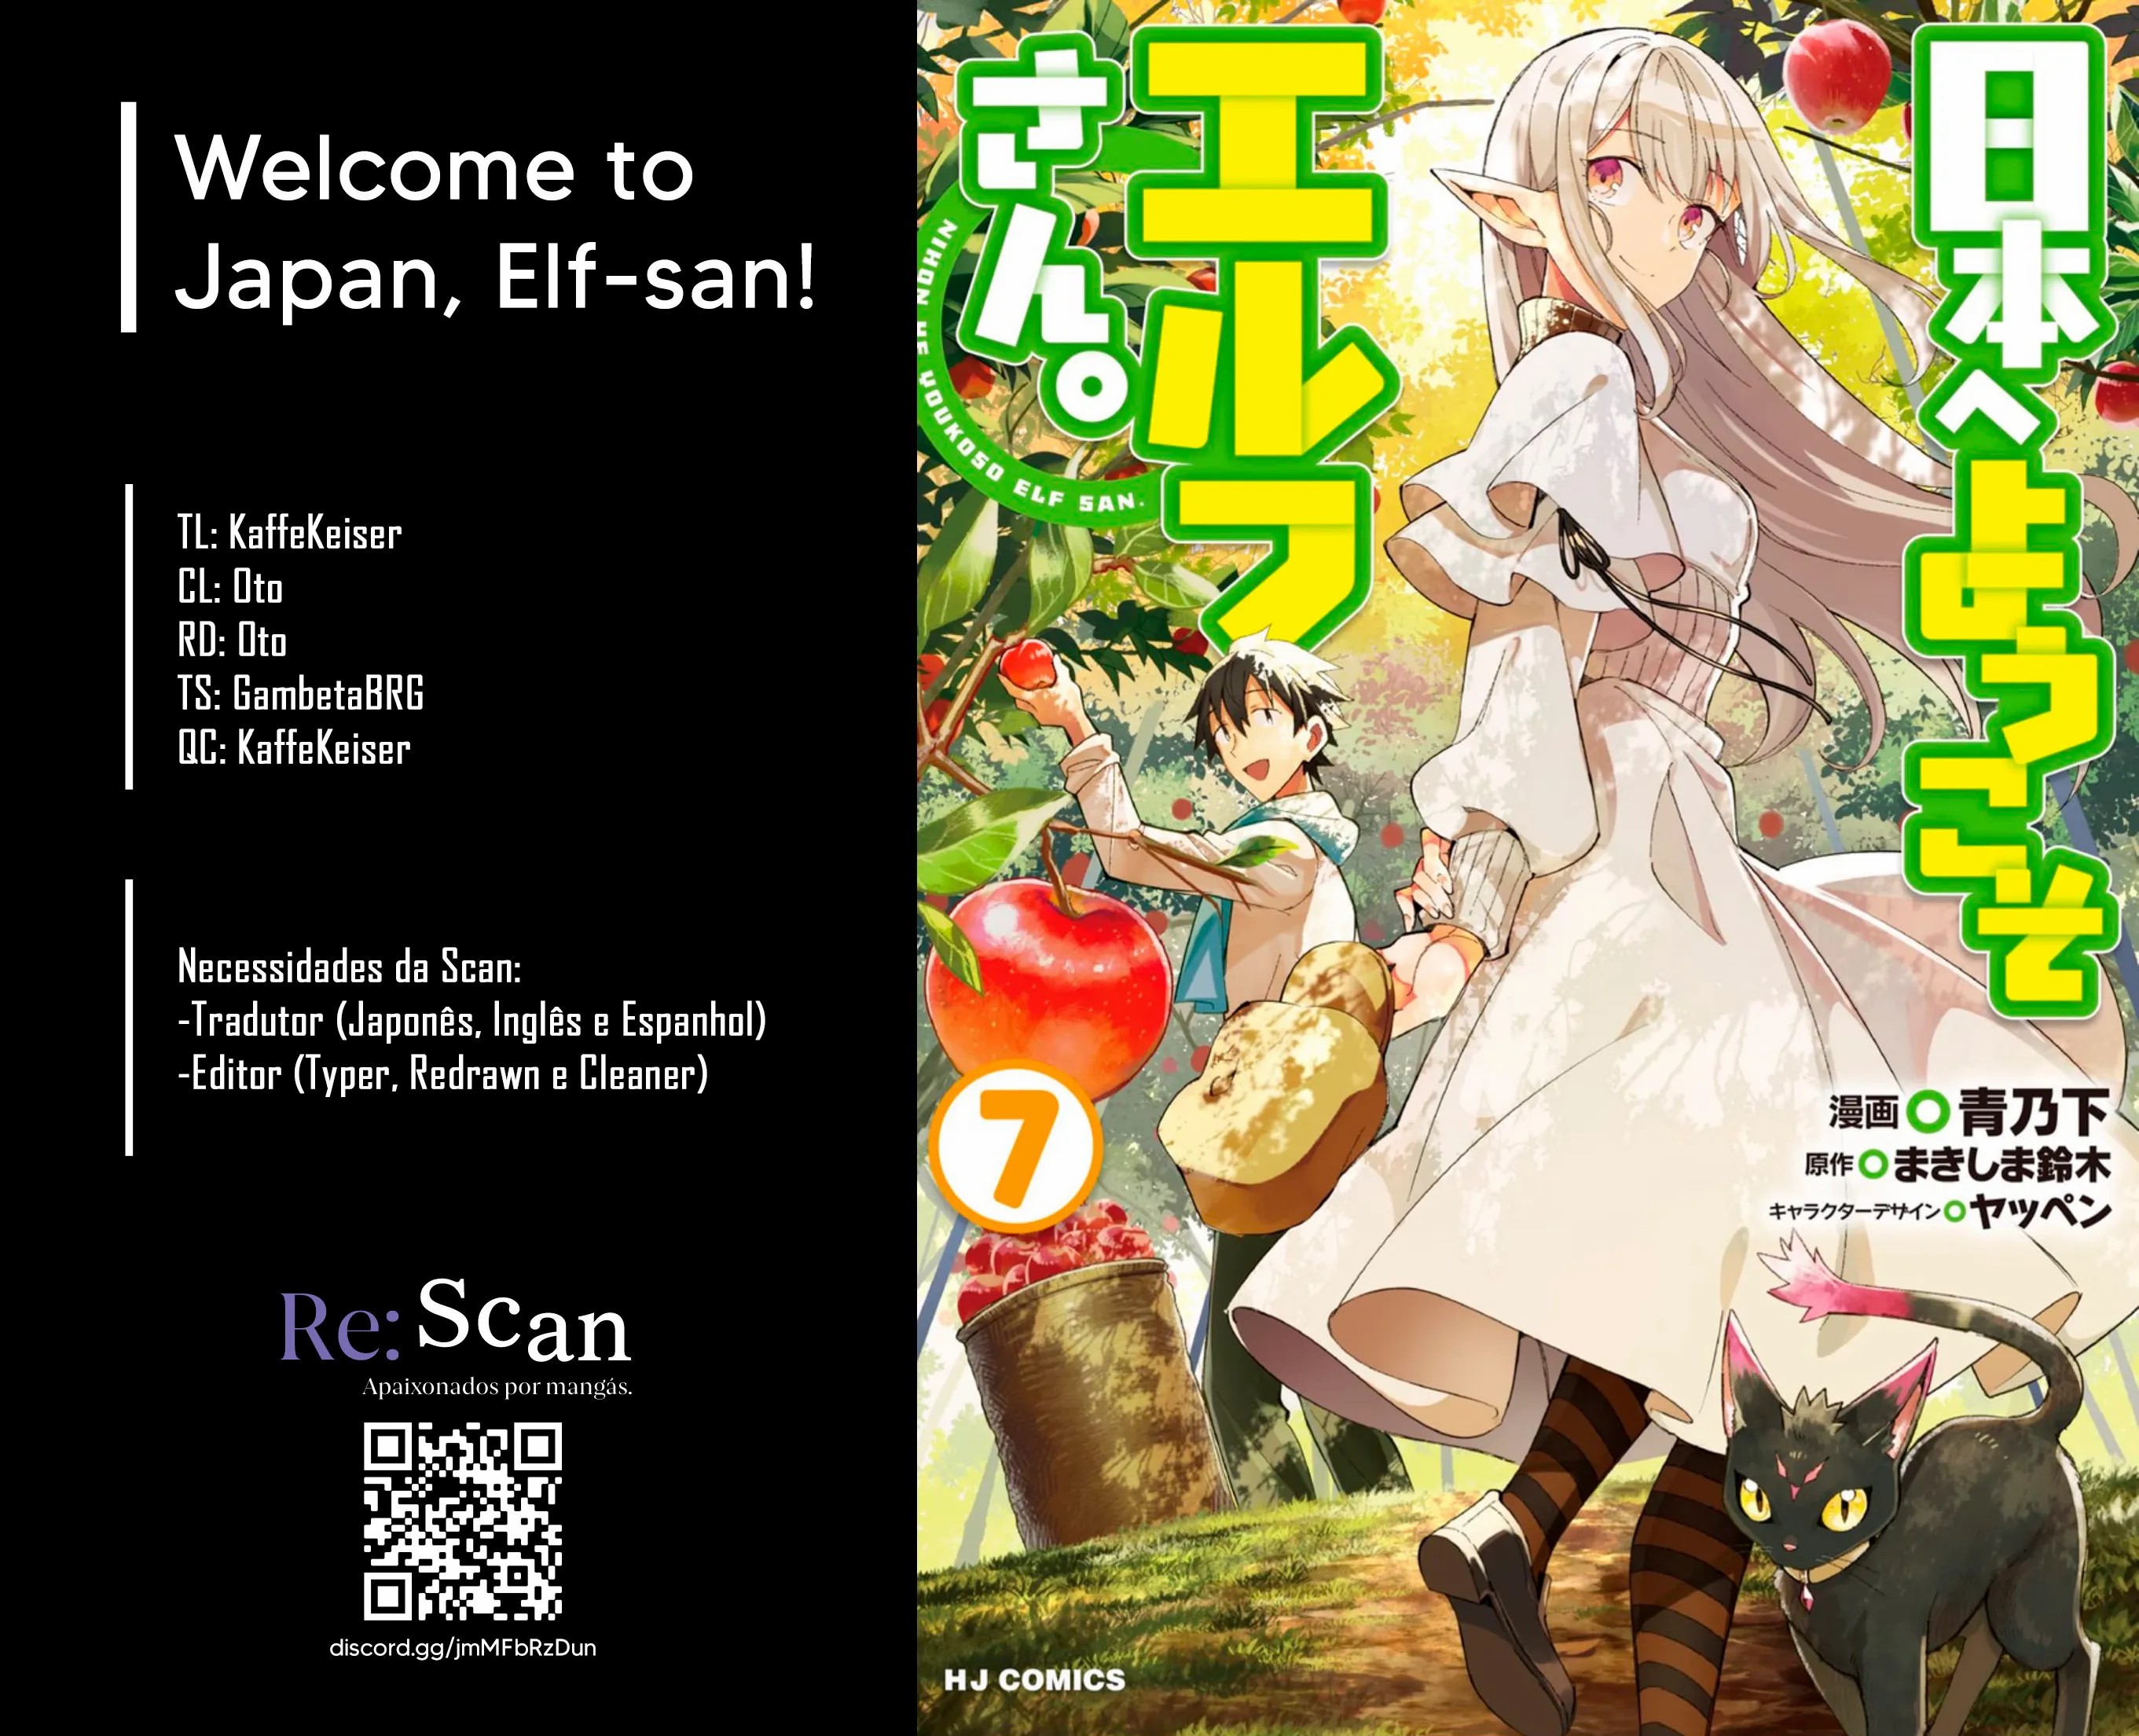 Welcome to
Japan, Elf-san!
TL: KaffeKeiser
CL: Oto
RD: Oto
TS: GambetaBRG
QC: KaffeKeiser
Necessidades da Scan:
-Tradutor (Japonês, Inglês e Espanhol)
-Editor (Typer, Redrawn e Cleaner)
Re:Scan
Apaixonados por mangás.
discord.gg/jmMFbRzDun
日本へようこそ
エルフ
さん。
NIHON HE YOUKOSO ELF SAN.
7
漫画 青乃下
原作 まきしま鈴木
キャラクターデザイン ヤッペン
HJ COMICS